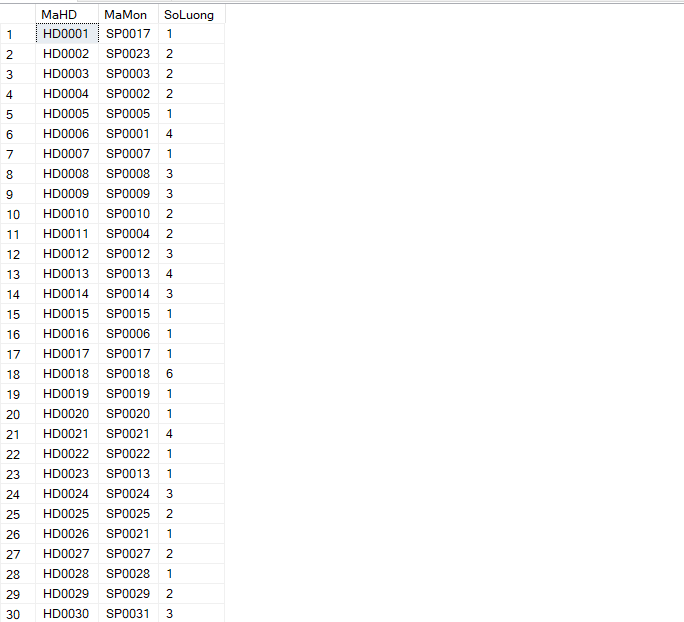 MaHD MaMon SoLuong
1 HD0001 SP0017 1
2 HD0002 SP0023 2
3 HD0003 SP0003 2
4 HD0004 SP0002 2
5 HD0005 SP0005 1
6 HD0006 SP0001 4
7 HD0007 SP0007 1
8 HD0008 SP0008 3
9 HD0009 SP0009 3
10 HD0010 SP0010 2
11 HD0011 SP0004 2
12 HD0012 SP0012 3
13 HD0013 SP0013 4
14 HD0014 SP0014 3
15 HD0015 SP0015 1
16 HD0016 SP0006 1
17 HD0017 SP0017 1
18 HD0018 SP0018 6
19 HD0019 SP0019 1
20 HD0020 SP0020 1
21 HD0021 SP0021 4
22 HD0022 SP0022 1
23 HD0023 SP0013 1
24 HD0024 SP0024 3
25 HD0025 SP0025 2
26 HD0026 SP0021 1
27 HD0027 SP0027 2
28 HD0028 SP0028 1
29 HD0029 SP0029 2
30 HD0030 SP0031 3